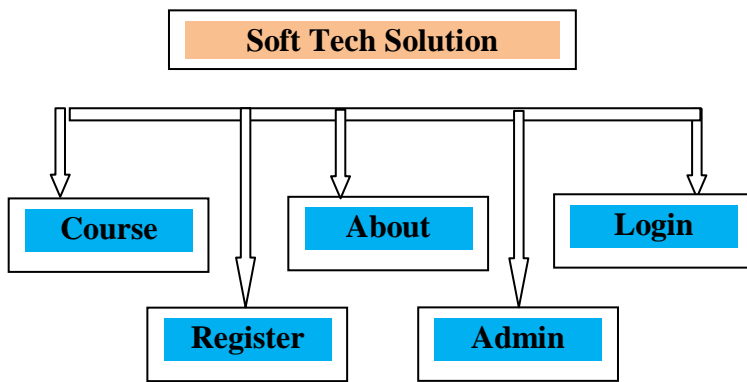 Soft Tech Solution
Course
About
Login
Register
Admin